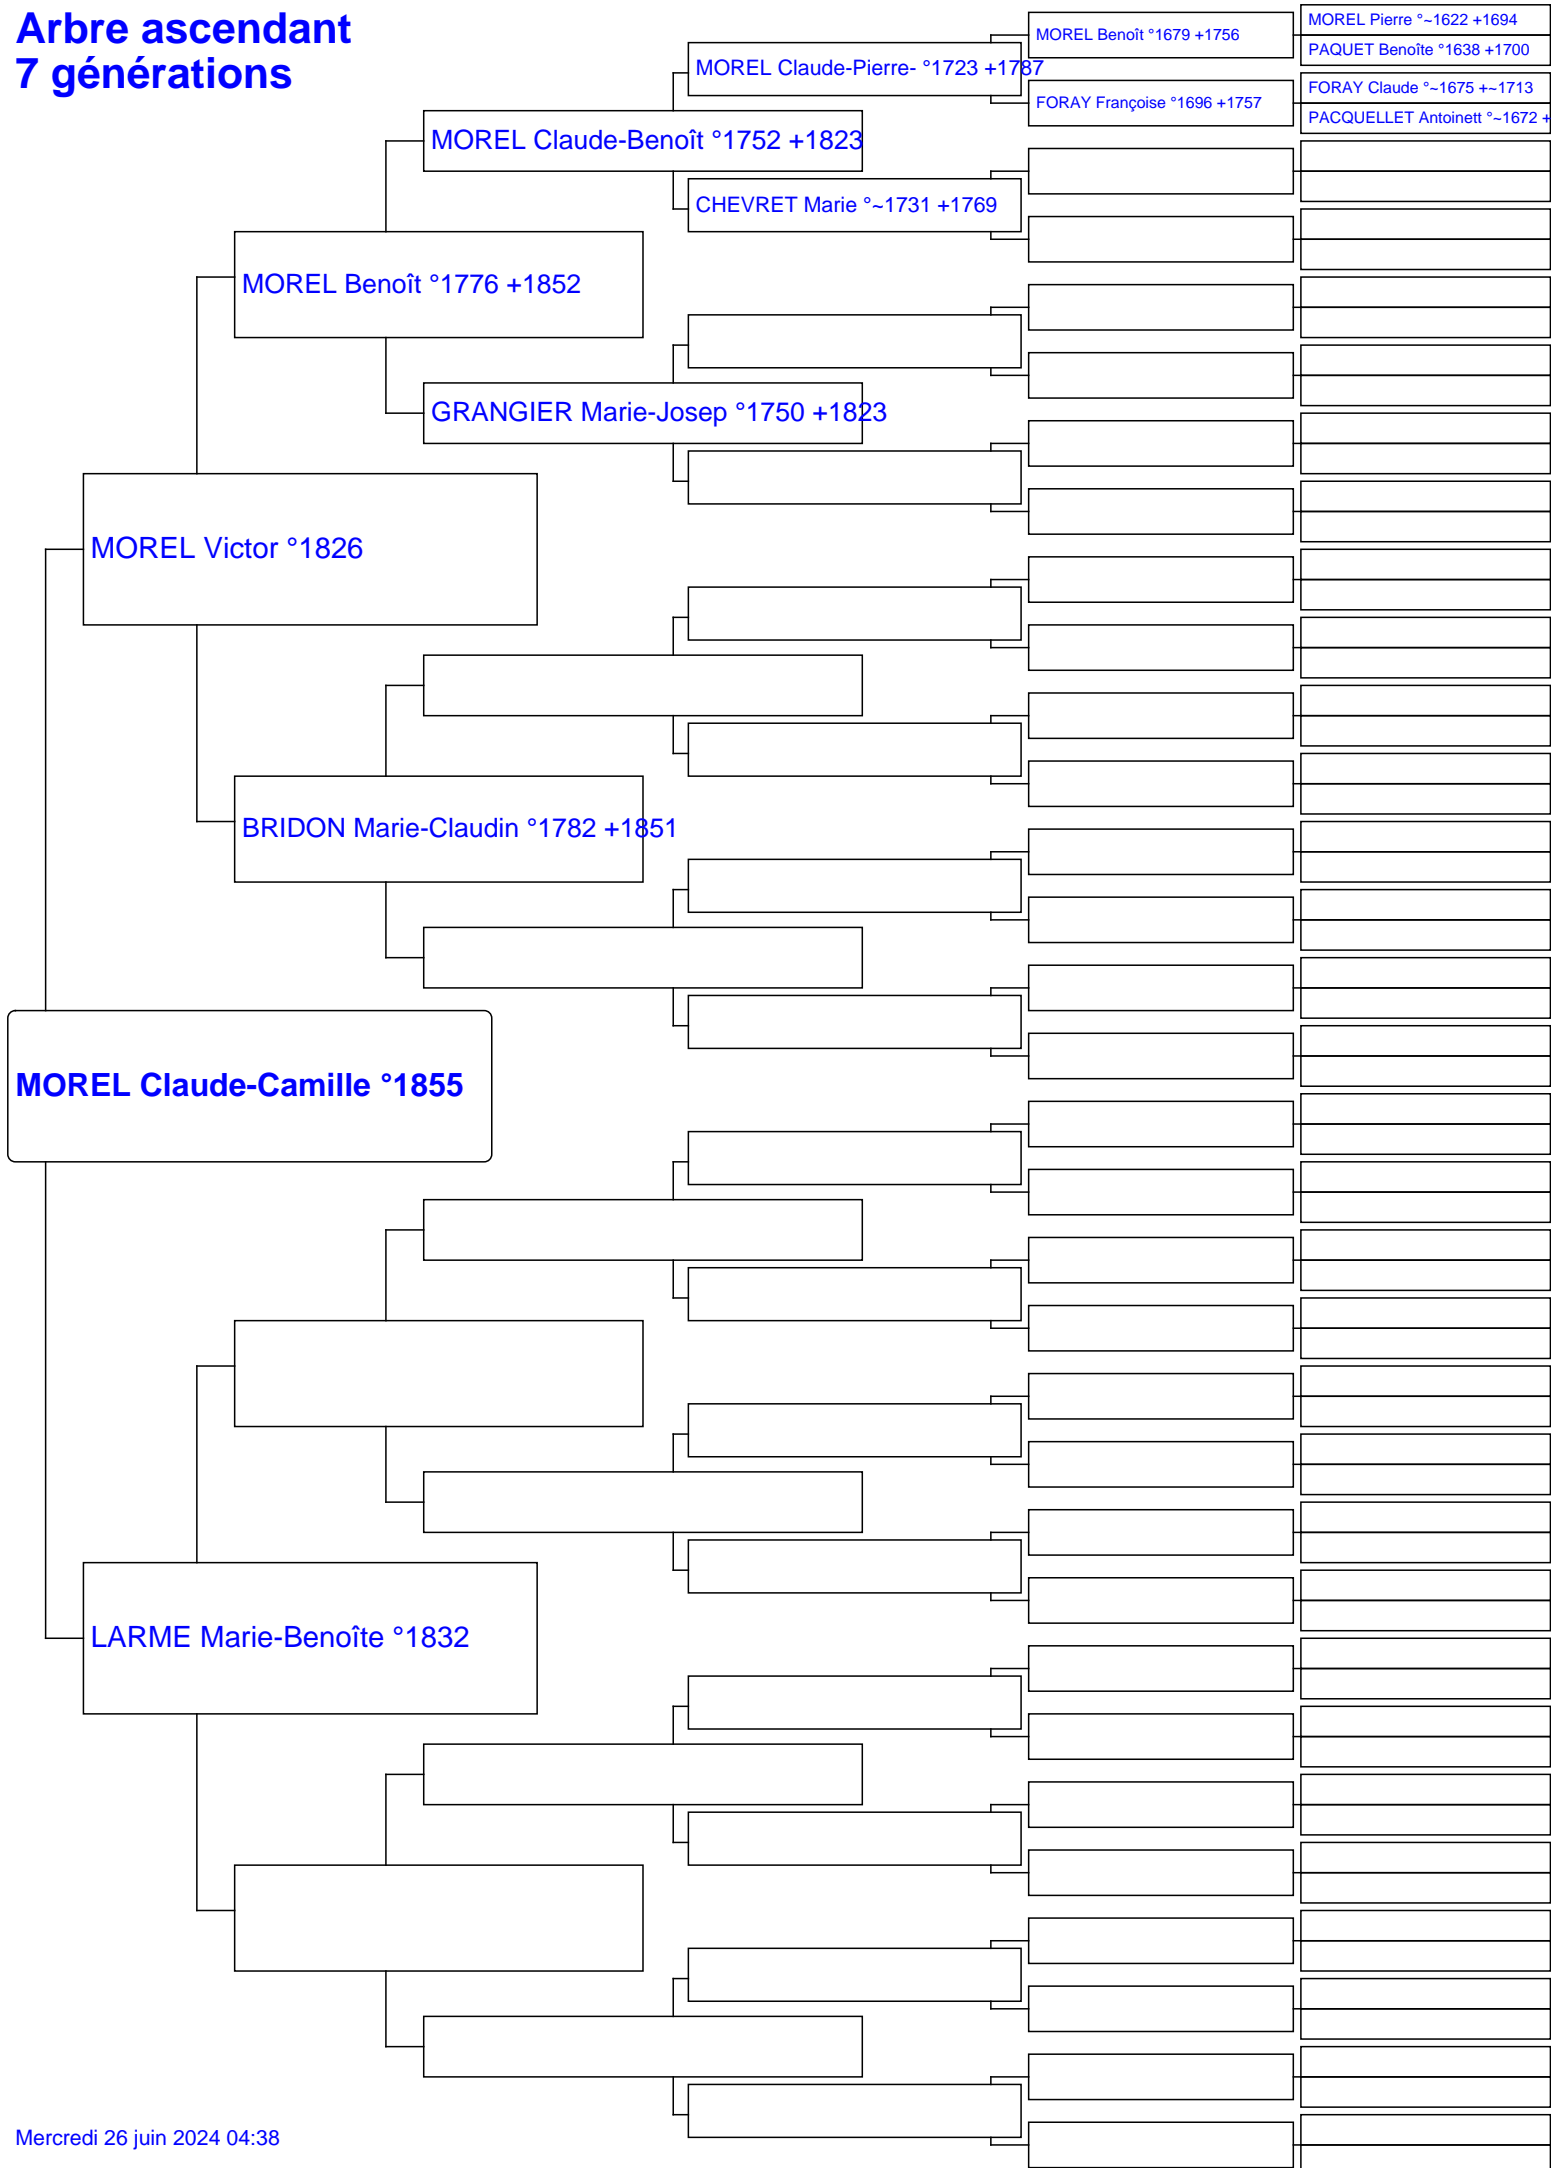 Arbre ascendant
7 générations
MOREL Pierre °~1622 +1694
MOREL Benoît °1679 +1756
PAQUET Benoîte °1638 +1700
MOREL Claude-Pierre- °1723 +1787
FORAY Claude °~1675 +~1713
FORAY Françoise °1696 +1757
PACQUELLET Antoinett °~1672 +
MOREL Claude-Benoît °1752 +1823
CHEVRET Marie °~1731 +1769
MOREL Benoît °1776 +1852
GRANGIER Marie-Josep °1750 +1823
MOREL Victor °1826
BRIDON Marie-Claudin °1782 +1851
MOREL Claude-Camille °1855
LARME Marie-Benoîte °1832
Mercredi 26 juin 2024 04:38